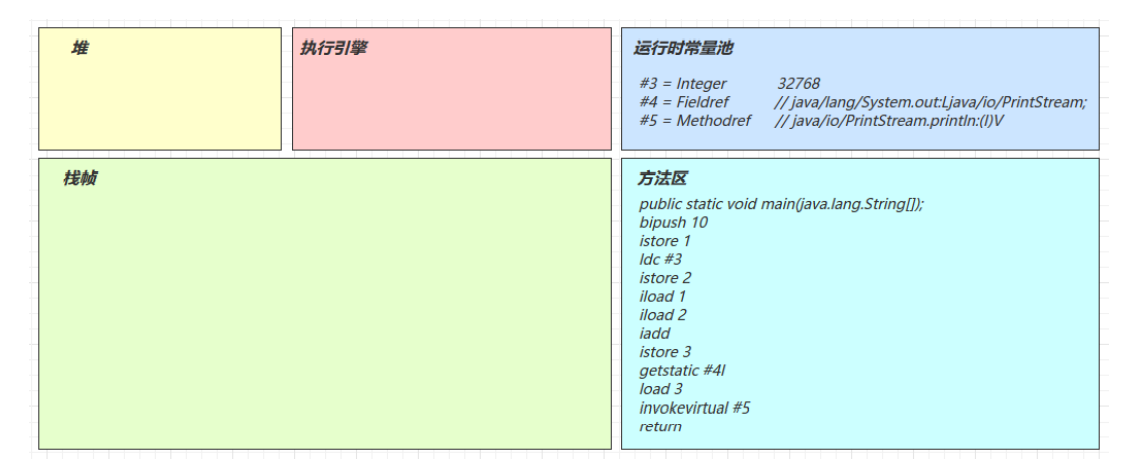 堆
执行引擎
运行时常量池
#3 = Integer 32768
#4 = Fieldref // java/lang/System.out:Ljava/io/PrintStream;
#5 = Methodref // java/io/PrintStream.println:(I)V
栈帧
方法区
public static void main(java.lang.String[]);
bipush 10
istore 1
ldc #3
istore 2
iload 1
iload 2
iadd
istore 3
getstatic #4I
load 3
invokevirtual #5
return